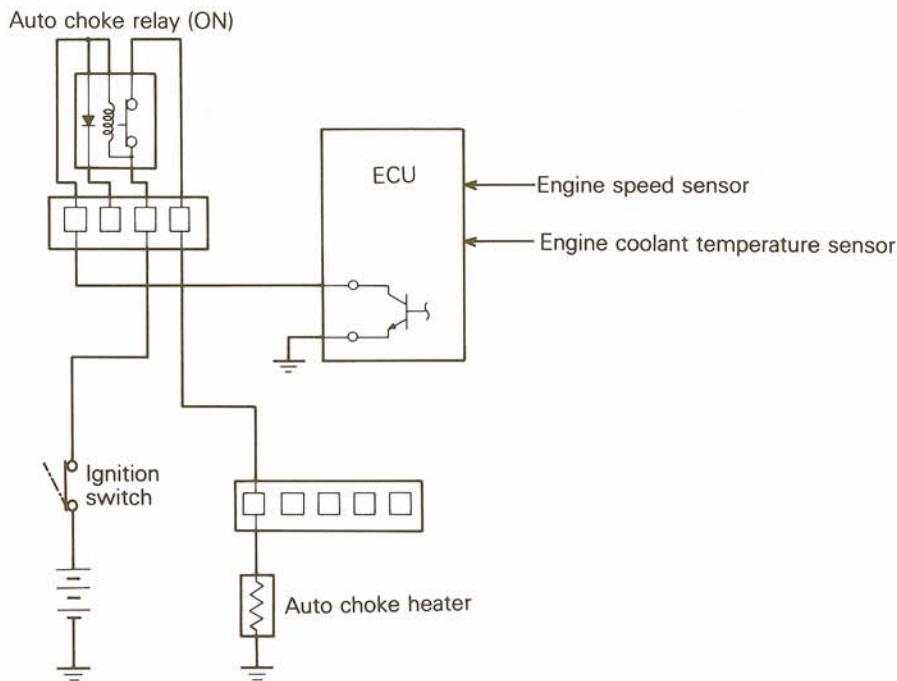 Auto choke relay (ON)
ECU
Engine speed sensor
Engine coolant temperature sensor
Ignition
switch
Auto choke heater